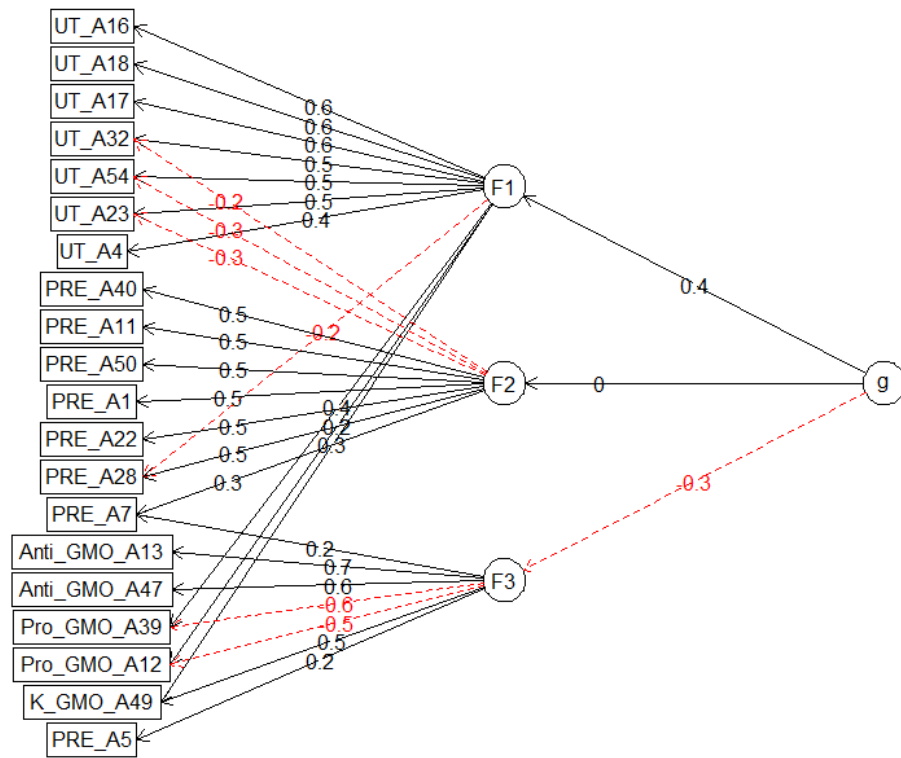 UT_A16
UT_A18
UT_A17
UT_A32
UT_A54
UT_A23
UT_A4
PRE_A40
PRE_A11
PRE_A50
PRE_A1
PRE_A22
PRE_A28
PRE_A7
Anti_GMO_A13
Anti_GMO_A47
Pro_GMO_A39
Pro_GMO_A12
K_GMO_A49
PRE_A5
0.6
0.6
0.6
0.5
0.5
0.5
0.4
-0.2
-0.3
-0.3
-0.2
0.5
0.5
0.5
0.5
0.5
0.5
0.3
0.4
0.2
0.3
0.2
0.7
0.6
-0.6
-0.5
0.5
0.2
F1
F2
F3
0.4
0
-0.3
g